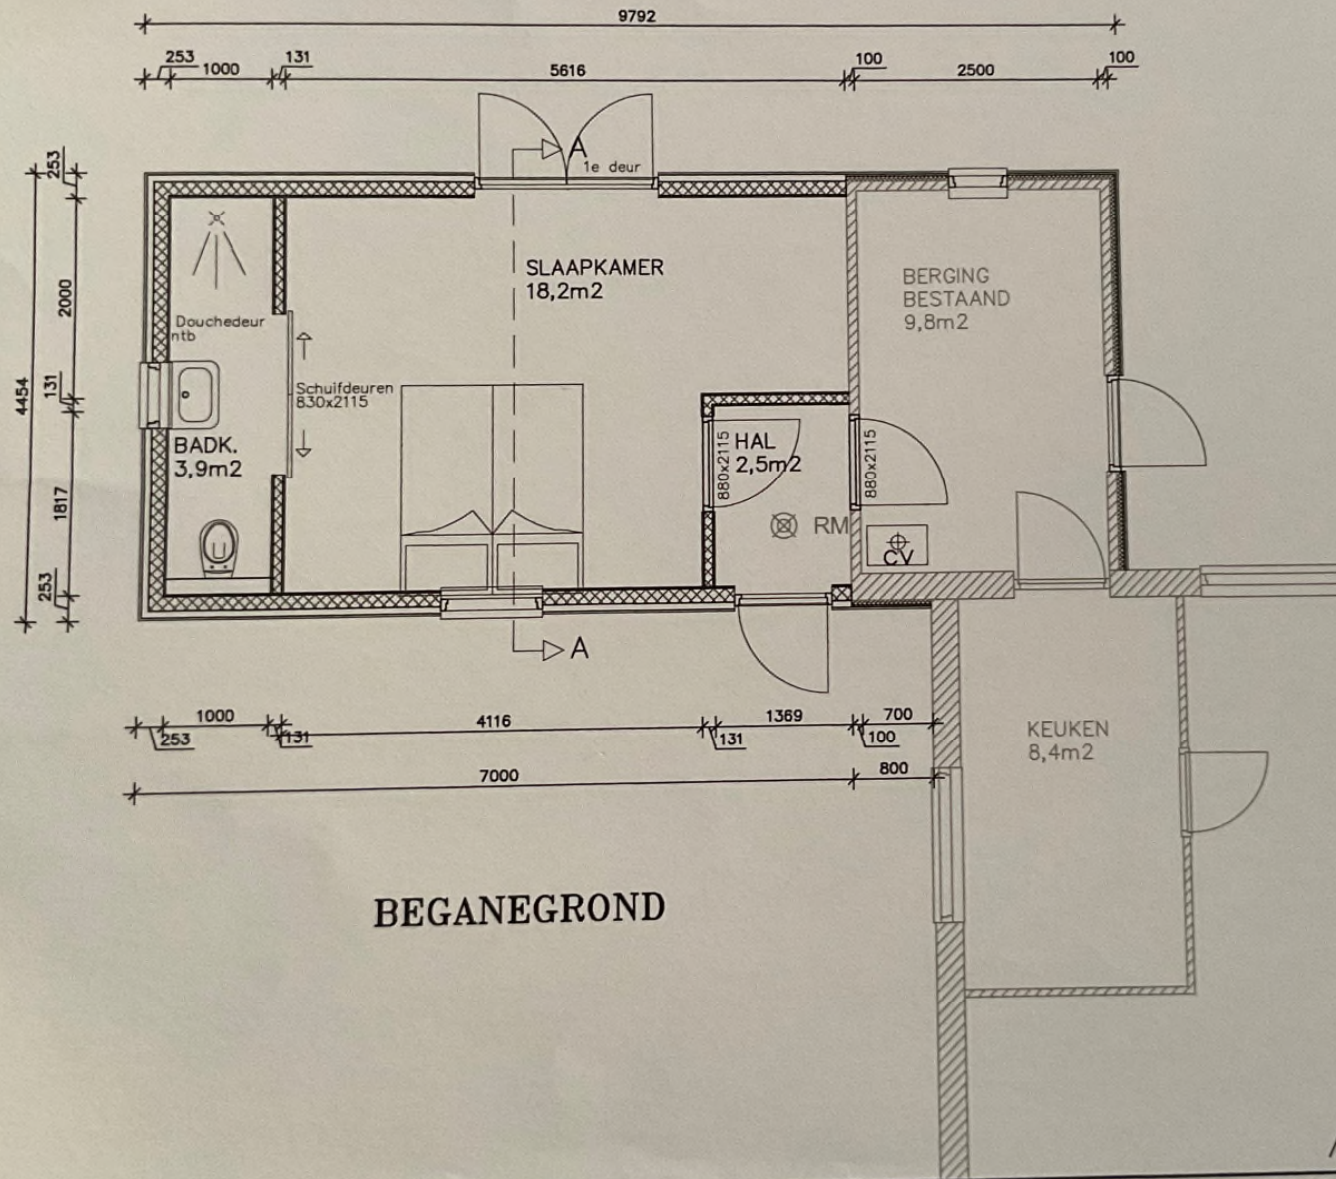 9792
253
1000
131
5616
100
2500
100
A
1e deur
253
2000
131
4454
1817
253
SLAAPKAMER
18,2m2
BERGING
BESTAAND
9,8m2
Douchedeur
ntb
Schuifdeuren
830x2115
BADK.
3,9m2
880x2115
HAL
2,5m2
880x2115
RM
CV
A
1000
4116
1369
700
253
131
131
100
7000
800
KEUKEN
8,4m2
BEGANEGROND